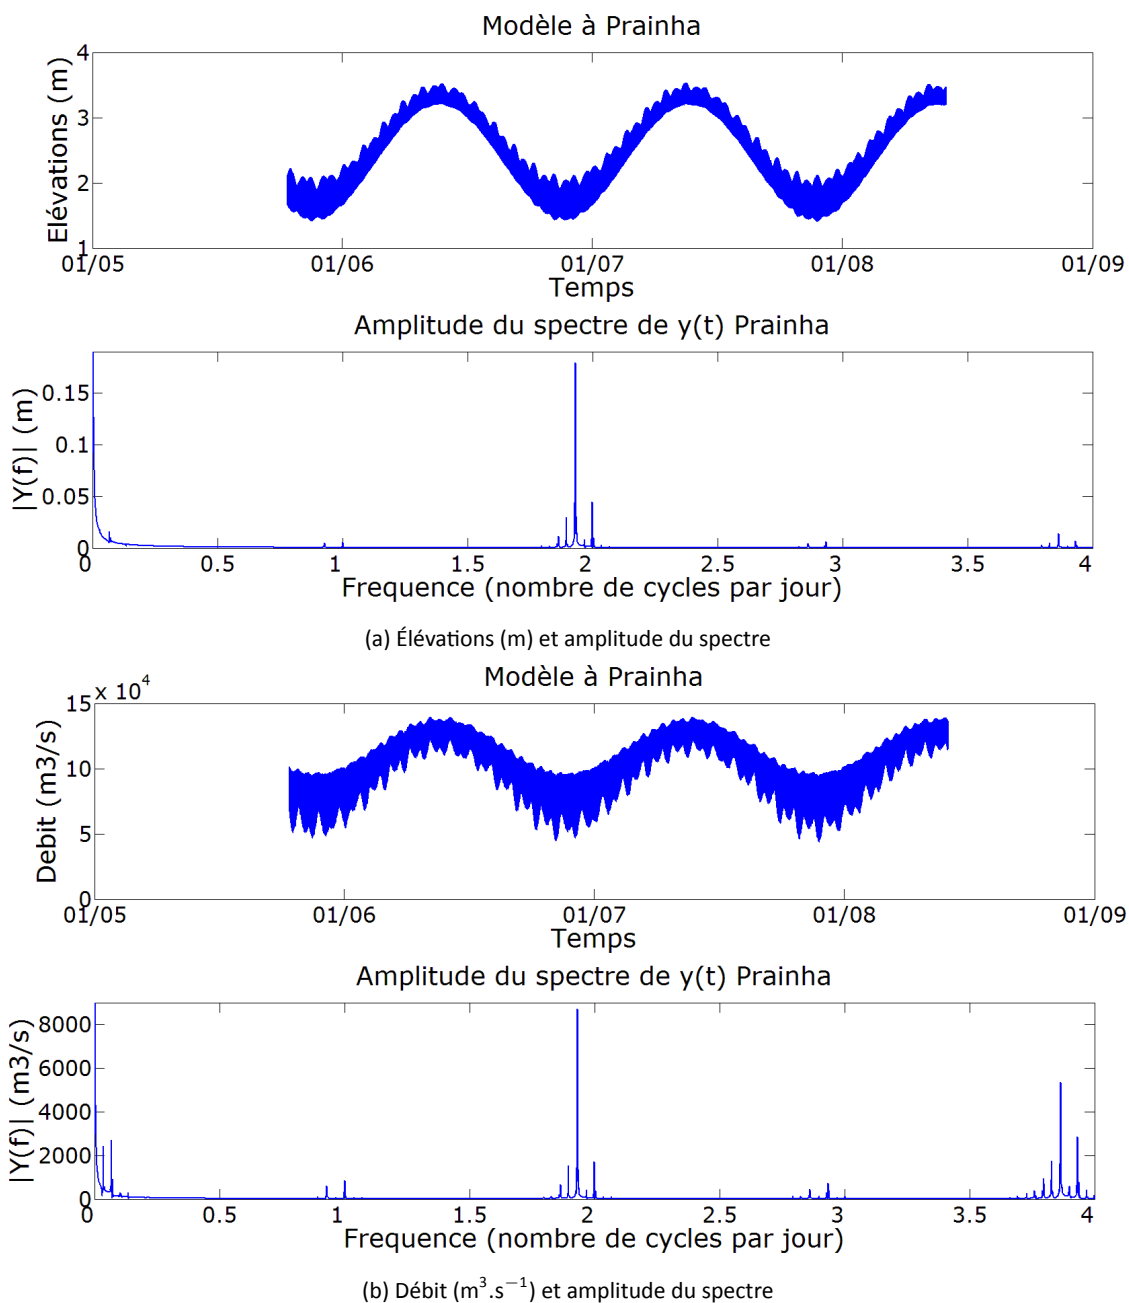 Modèle à Prainha
Elévations (m)
4
3
2
1
01/05 01/06 01/07 01/08 01/09
Temps
Amplitude du spectre de y(t) Prainha
|Y(f)| (m)
0.15
0.1
0.05
0
0 0.5 1 1.5 2 2.5 3 3.5 4
Frequence (nombre de cycles par jour)
(a) Élévations (m) et amplitude du spectre
Modèle à Prainha
x 10⁴
Debit (m3/s)
15
10
5
0
01/05 01/06 01/07 01/08 01/09
Temps
Amplitude du spectre de y(t) Prainha
|Y(f)| (m3/s)
8000
6000
4000
2000
0
0 0.5 1 1.5 2 2.5 3 3.5 4
Frequence (nombre de cycles par jour)
(b) Débit (m³.s⁻¹) et amplitude du spectre